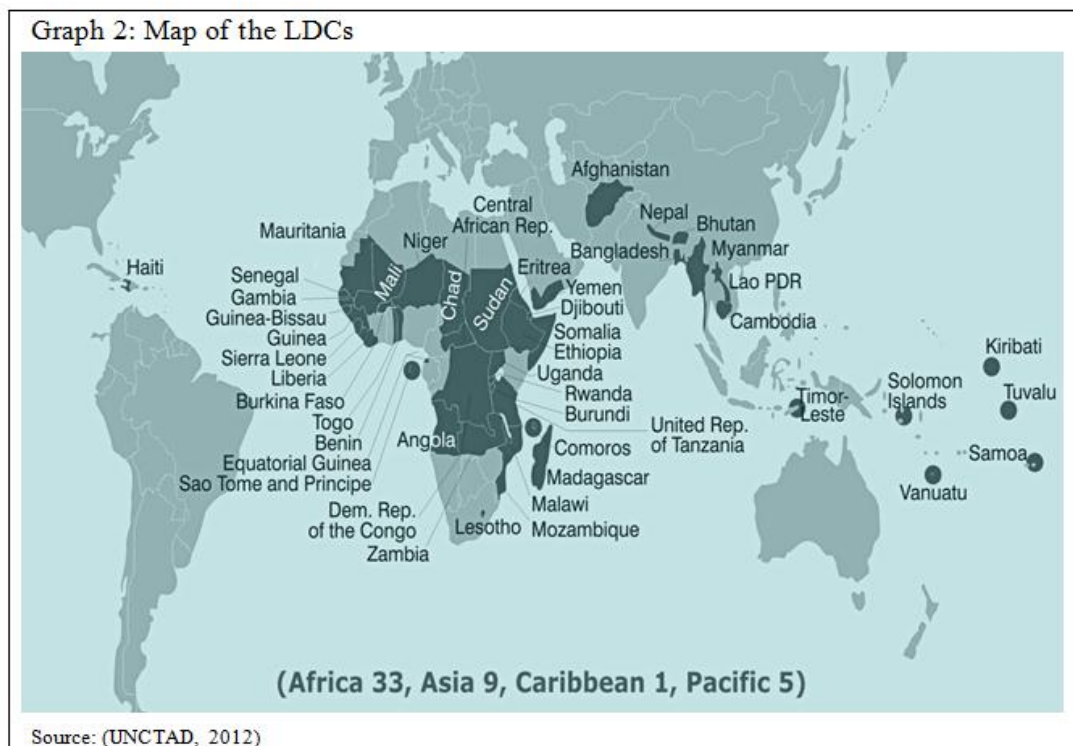 Graph 2: Map of the LDCs
Afghanistan
Central
African Rep.
Nepal
Bhutan
Mauritania
Niger
Bangladesh
Myanmar
Haiti
Senegal
Mali
Chad
Sudan
Eritrea
Yemen
Lao PDR
Gambia
Djibouti
Guinea-Bissau
Cambodia
Guinea
Somalia
Sierra Leone
Ethiopia
Liberia
Uganda
Kiribati
Rwanda
Burkina Faso
Burundi
Timor-
Leste
Solomon
Islands
Tuvalu
Togo
United Rep.
of Tanzania
Benin
Angola
Comoros
Equatorial Guinea
Samoa
Sao Tome and Principe
Madagascar
Vanuatu
Malawi
Dem. Rep.
of the Congo
Lesotho
Mozambique
Zambia
(Africa 33, Asia 9, Caribbean 1, Pacific 5)
Source: (UNCTAD, 2012)